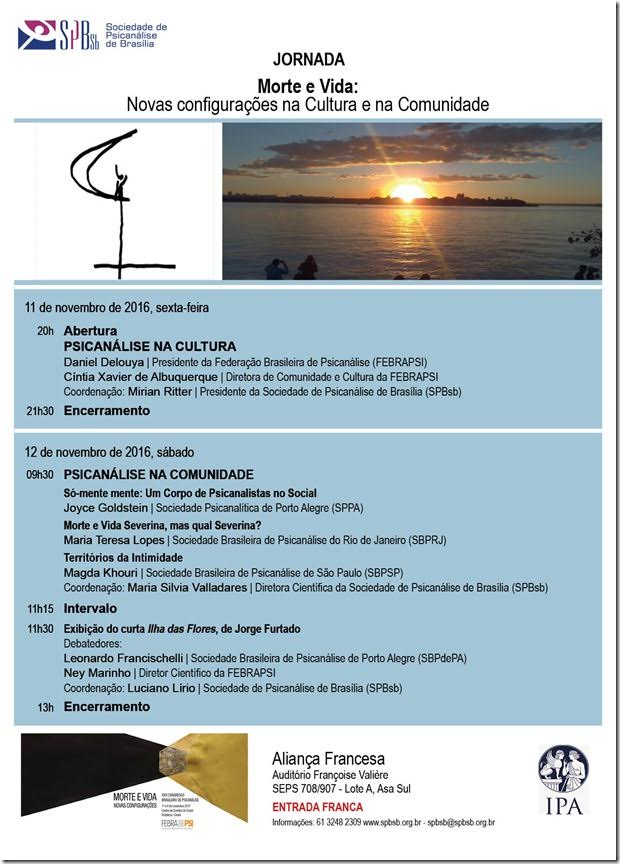 SPBsb
Sociedade de
Psicanálise
de Brasília
JORNADA
Morte e Vida:
Novas configurações na Cultura e na Comunidade
11 de novembro de 2016, sexta-feira
20h Abertura
PSICANÁLISE NA CULTURA
Daniel Delouya | Presidente da Federação Brasileira de Psicanálise (FEBRAPSI)
Cíntia Xavier de Albuquerque | Diretora de Comunidade e Cultura da FEBRAPSI
Coordenação: Mirian Ritter | Presidente da Sociedade de Psicanálise de Brasília (SPBsb)
21h30 Encerramento
12 de novembro de 2016, sábado
09h30 PSICANÁLISE NA COMUNIDADE
Só-mente mente: Um Corpo de Psicanalistas no Social
Joyce Goldstein | Sociedade Psicanalítica de Porto Alegre (SPPA)
Morte e Vida Severina, mas qual Severina?
Maria Teresa Lopes | Sociedade Brasileira de Psicanálise do Rio de Janeiro (SBPRJ)
Territórios da Intimidade
Magda Khouri | Sociedade Brasileira de Psicanálise de São Paulo (SBPSP)
Coordenação: Maria Silvia Valladares | Diretora Científica da Sociedade de Psicanálise de Brasília (SPBsb)
11h15 Intervalo
11h30 Exibição do curta Ilha das Flores, de Jorge Furtado
Debatedores:
Leonardo Francischelli | Sociedade Brasileira de Psicanálise de Porto Alegre (SBPdePA)
Ney Marinho | Diretor Científico da FEBRAPSI
Coordenação: Luciano Lírio | Sociedade de Psicanálise de Brasília (SPBsb)
13h Encerramento
MORTE E VIDA
NOVAS CONFIGURAÇÕES
XXVI CONGRESSO
BRASILEIRO DE PSICANÁLISE
FEBRAPSI
Aliança Francesa
Auditório Françoise Valière
SEPS 708/907 - Lote A, Asa Sul
ENTRADA FRANCA
Informações: 61 3248 2309 www.spbsb.org.br - spbsb@spbsb.org.br
IPA